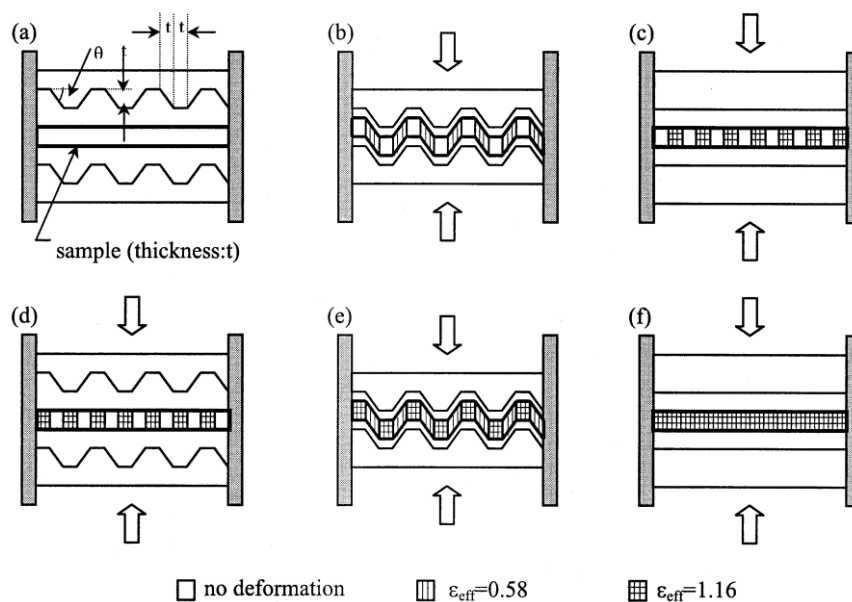 (a)
θ
t
t t
sample (thickness:t)
(b)
(c)
(d)
(e)
(f)
no deformation
εeff=0.58
εeff=1.16